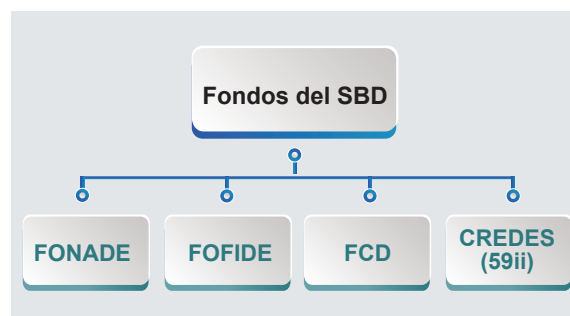 Fondos del SBD
FONADE
FOFIDE
FCD
CREDES
(59ii)